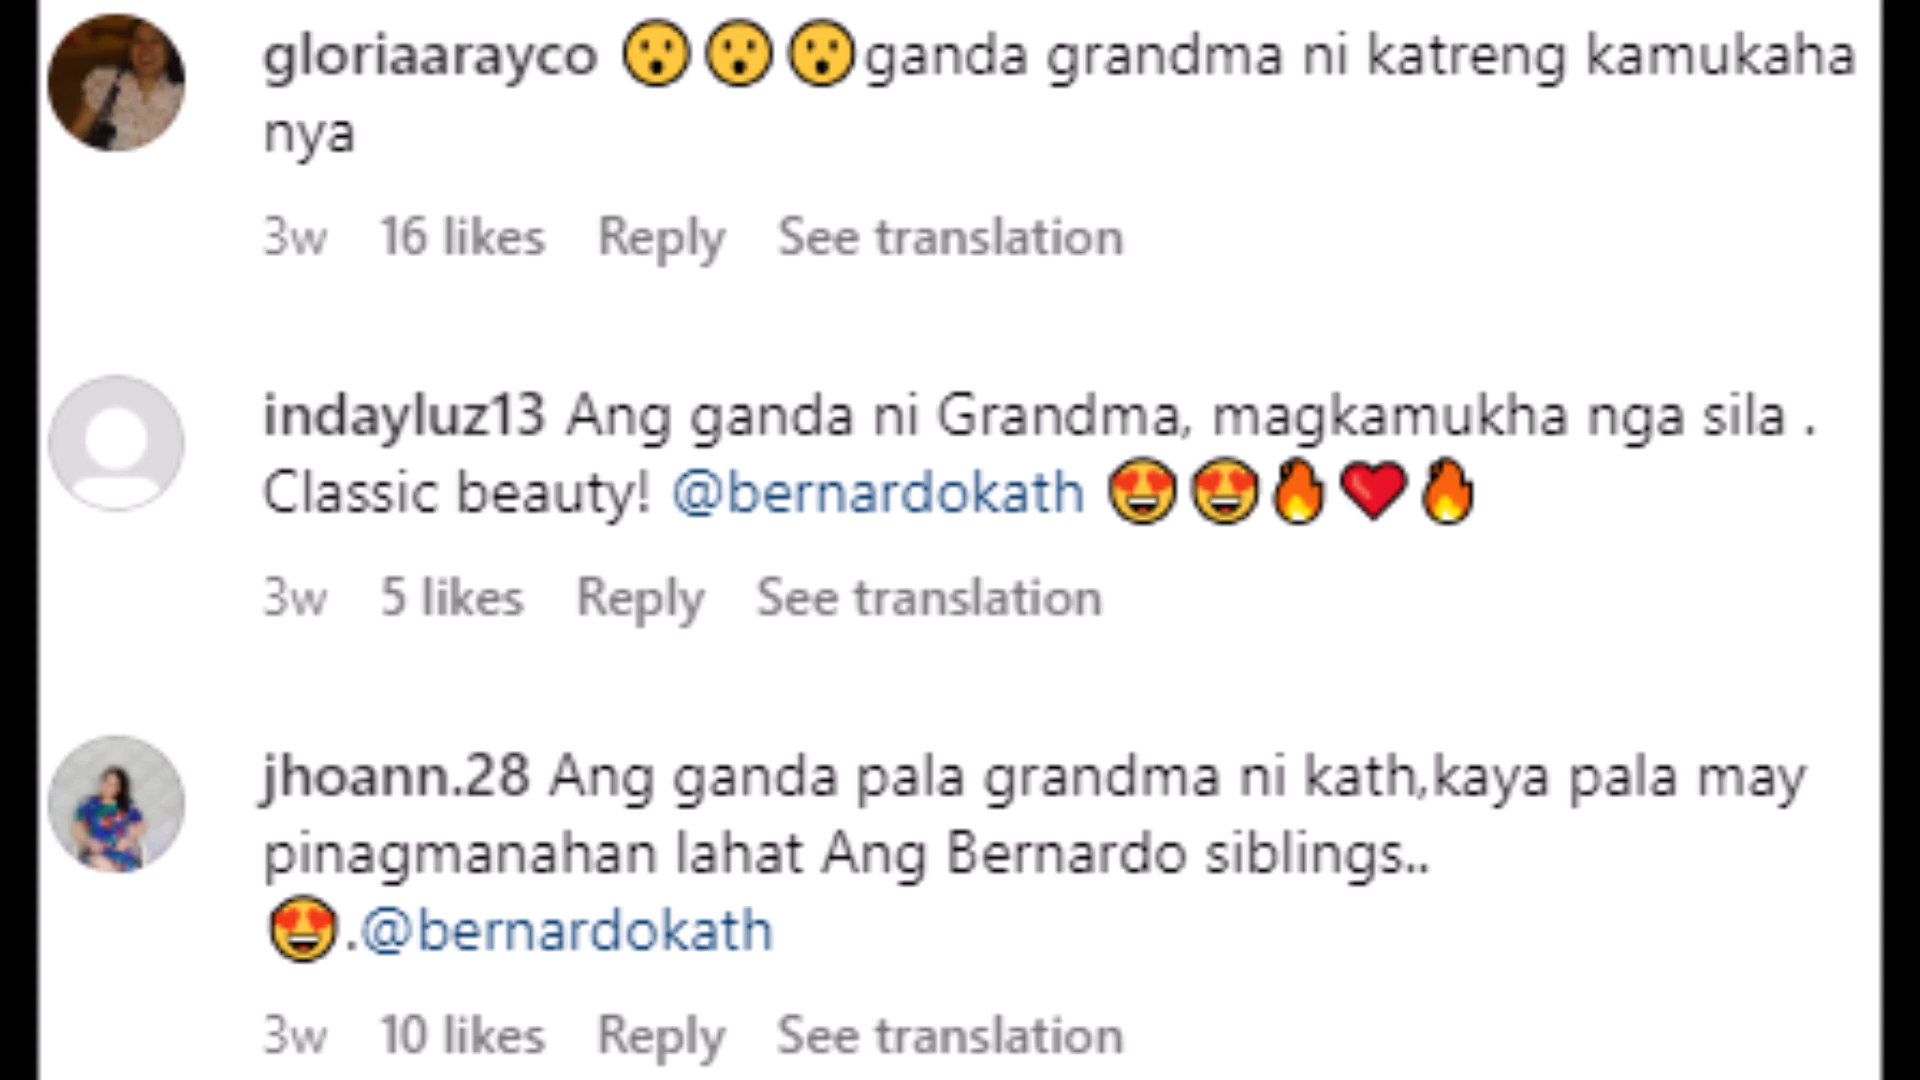 gloriaarayco 😮😮😮ganda grandma ni katreng kamukaha
nya
3w 16 likes Reply See translation
indayluz13 Ang ganda ni Grandma, magkamukha nga sila .
Classic beauty! @bernardokath 😍😍🔥❤️🔥
3w 5 likes Reply See translation
jhoann.28 Ang ganda pala grandma ni kath,kaya pala may
pinagmanahan lahat Ang Bernardo siblings..
😍.@bernardokath
3w 10 likes Reply See translation